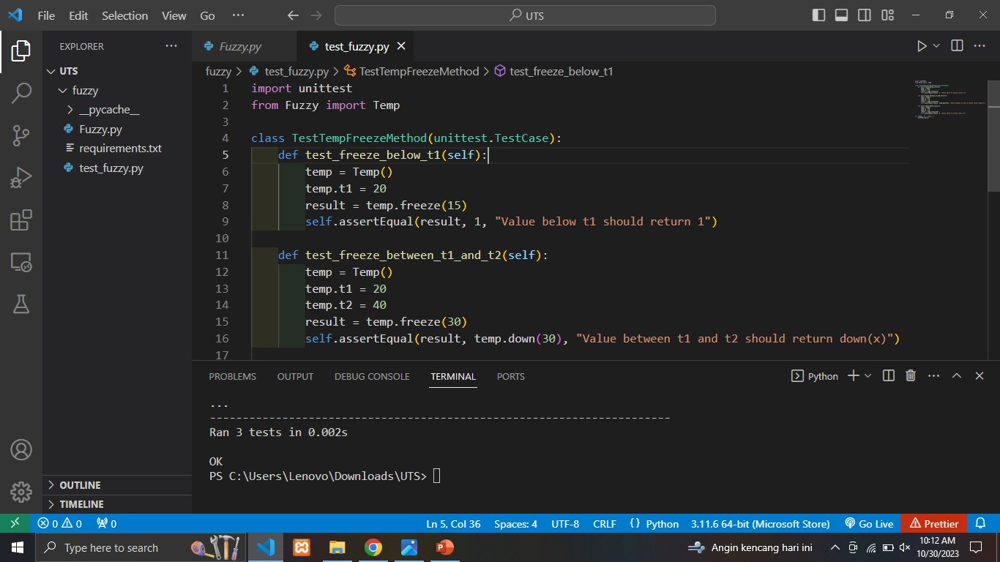 File Edit Selection View Go ··· UTS
EXPLORER ···
UTS
fuzzy
__pycache__
Fuzzy.py
requirements.txt
test_fuzzy.py
OUTLINE
TIMELINE
Fuzzy.py test_fuzzy.py
fuzzy > test_fuzzy.py > TestTempFreezeMethod > test_freeze_below_t1
1 import unittest
2 from Fuzzy import Temp
3
4 class TestTempFreezeMethod(unittest.TestCase):
5 def test_freeze_below_t1(self):
6 temp = Temp()
7 temp.t1 = 20
8 result = temp.freeze(15)
9 self.assertEqual(result, 1, "Value below t1 should return 1")
10
11 def test_freeze_between_t1_and_t2(self):
12 temp = Temp()
13 temp.t1 = 20
14 temp.t2 = 40
15 result = temp.freeze(30)
16 self.assertEqual(result, temp.down(30), "Value between t1 and t2 should return down(x)")
17
PROBLEMS OUTPUT DEBUG CONSOLE TERMINAL PORTS Python
...
----------------------------------------------------------------------
Ran 3 tests in 0.002s
OK
PS C:\Users\Lenovo\Downloads\UTS>
0 0 0 Ln 5, Col 36 Spaces: 4 UTF-8 CRLF {} Python 3.11.6 64-bit (Microsoft Store) Go Live Prettier
Type here to search Angin kencang hari ini 10:12 AM
10/30/2023